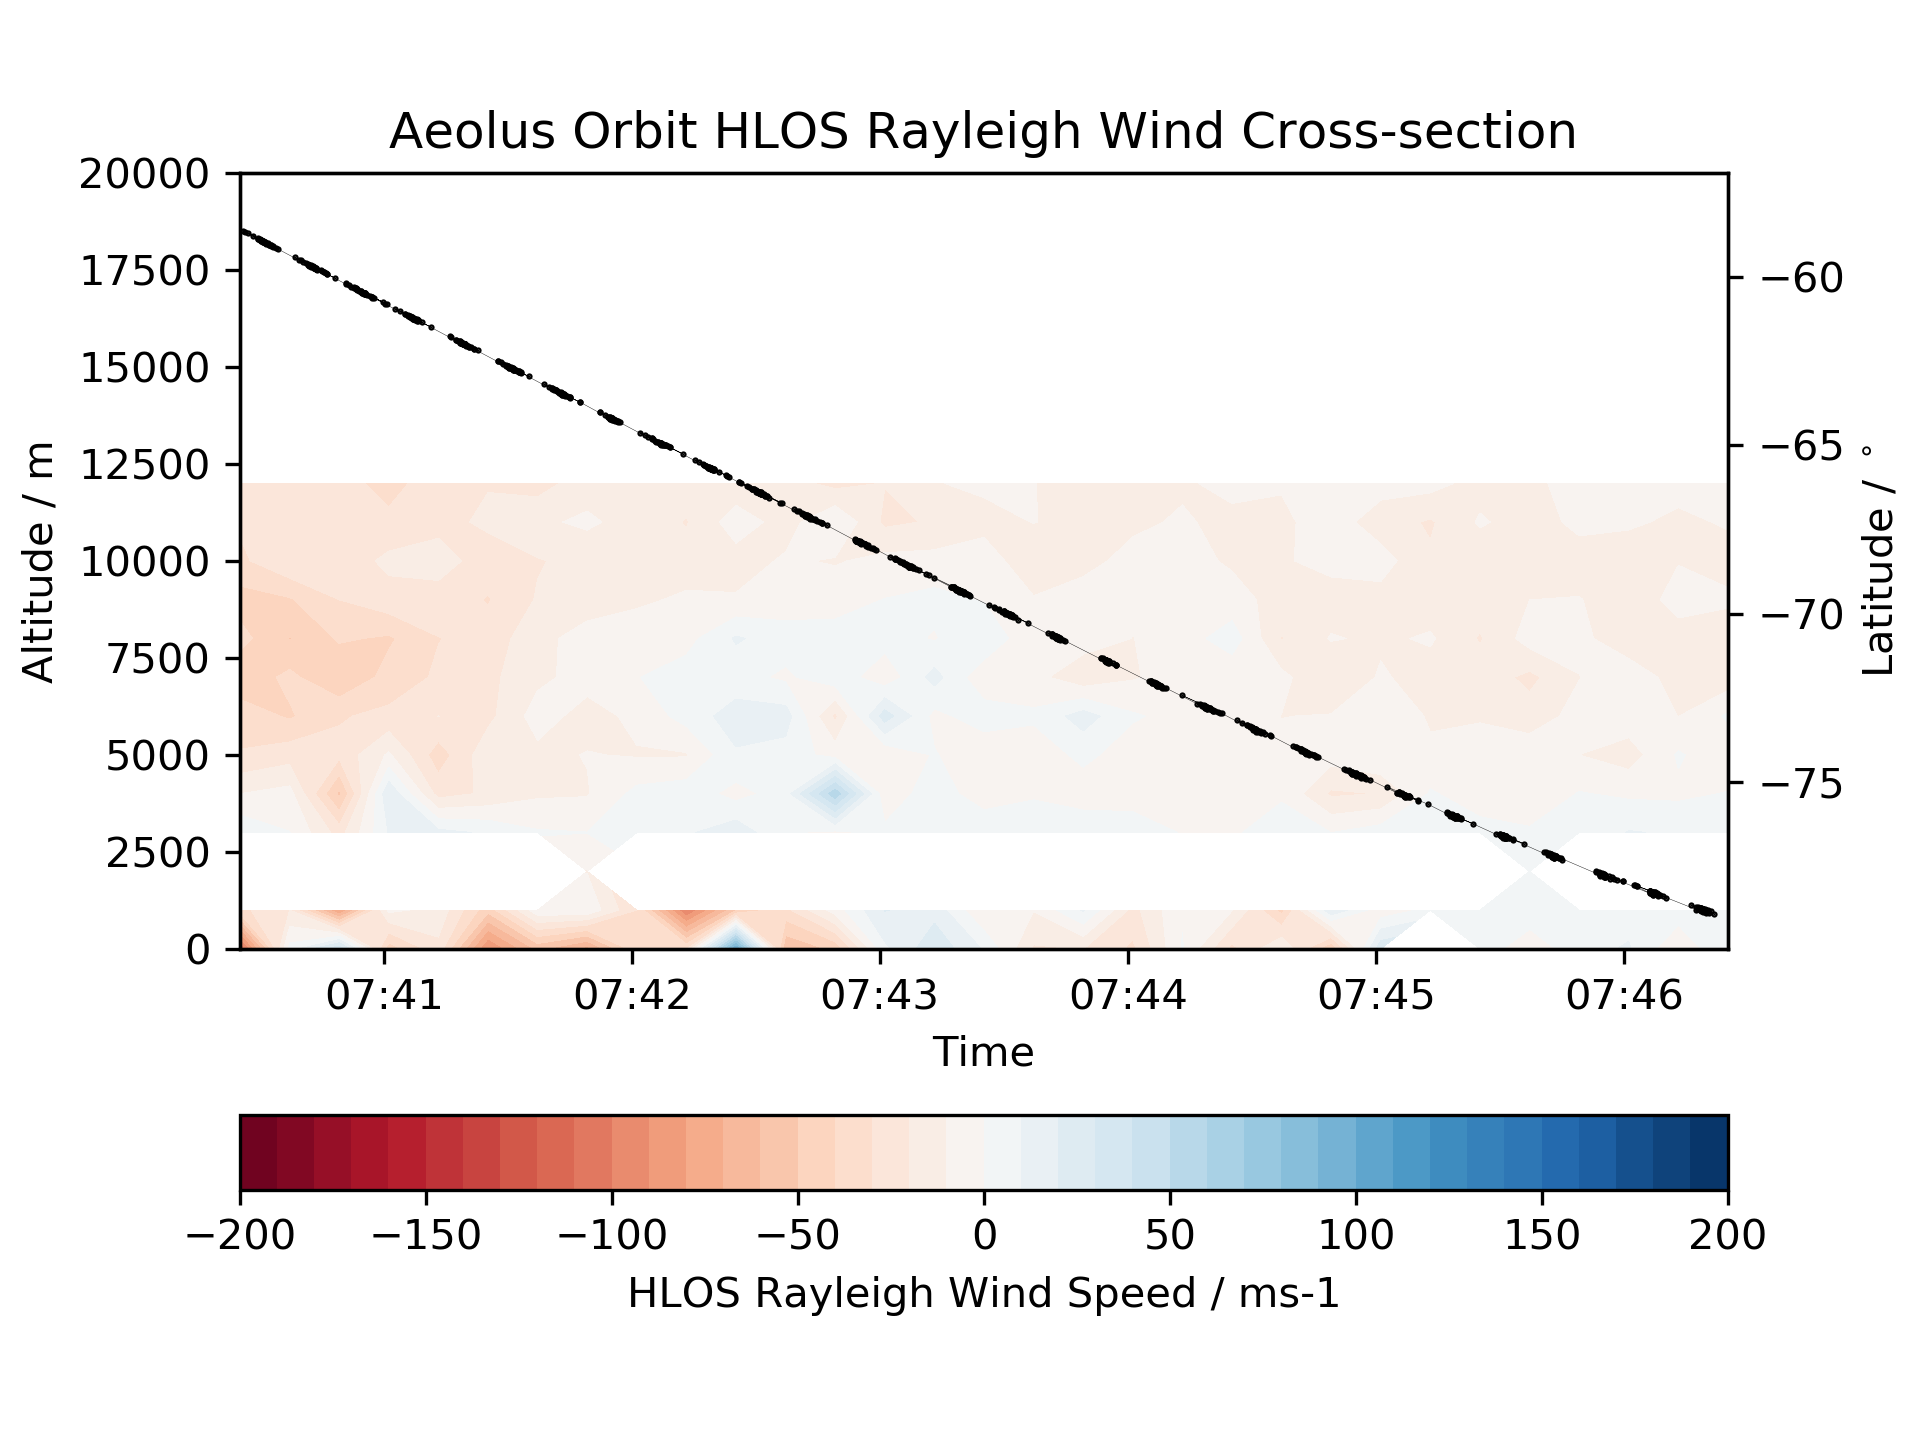 Aeolus Orbit HLOS Rayleigh Wind Cross-section
20000
17500
15000
12500
10000
7500
5000
2500
0
Altitude / m
−60
−65
−70
−75
Latitude / °
07:41 07:42 07:43 07:44 07:45 07:46
Time
−200 −150 −100 −50 0 50 100 150 200
HLOS Rayleigh Wind Speed / ms-1